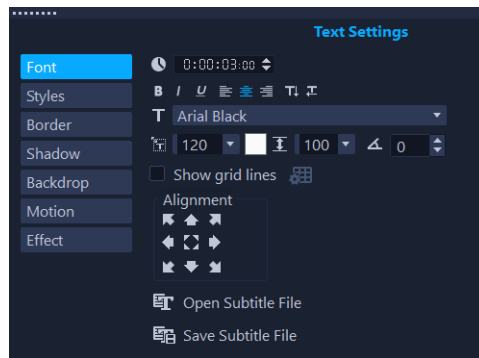 Text Settings
Font
0:00:03:00
Styles
B I U
Border
T Arial Black
Shadow
120 100 0
Backdrop
Show grid lines
Motion
Alignment
Effect
Open Subtitle File
Save Subtitle File